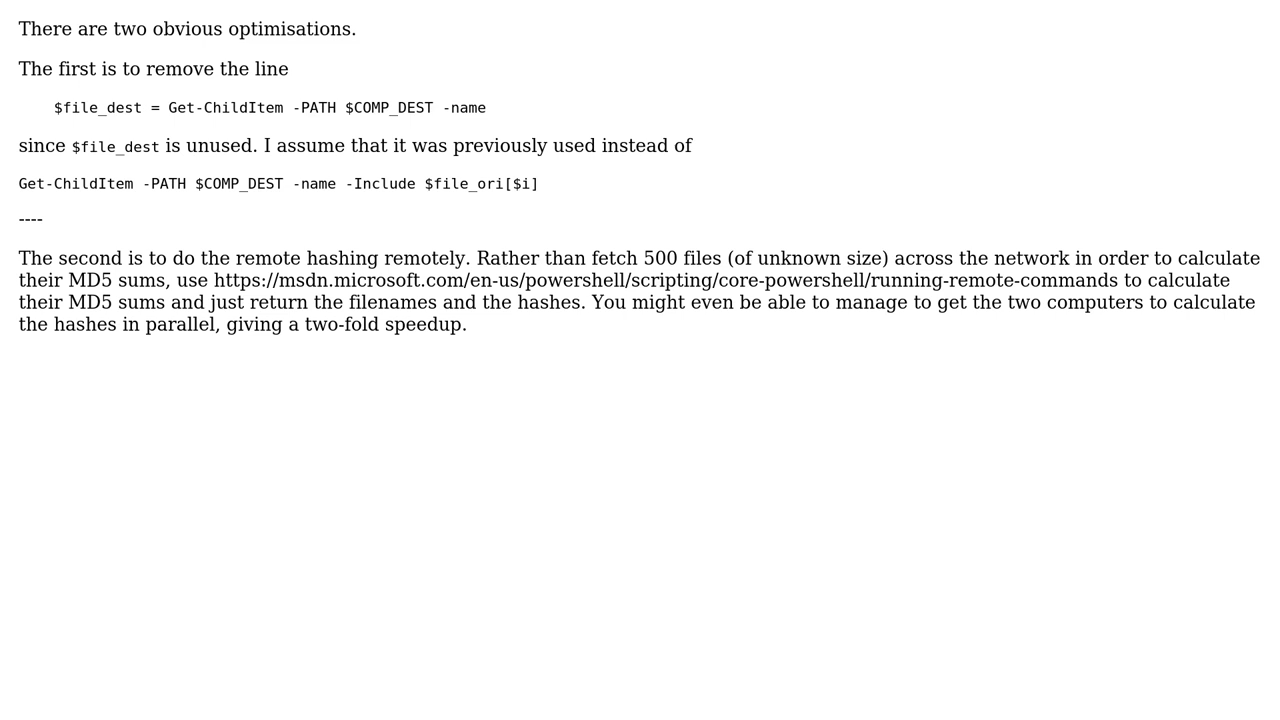 There are two obvious optimisations.
The first is to remove the line
$file_dest = Get-ChildItem -PATH $COMP_DEST -name
since $file_dest is unused. I assume that it was previously used instead of
Get-ChildItem -PATH $COMP_DEST -name -Include $file_ori[$i]
----
The second is to do the remote hashing remotely. Rather than fetch 500 files (of unknown size) across the network in order to calculate
their MD5 sums, use https://msdn.microsoft.com/en-us/powershell/scripting/core-powershell/running-remote-commands to calculate
their MD5 sums and just return the filenames and the hashes. You might even be able to manage to get the two computers to calculate
the hashes in parallel, giving a two-fold speedup.